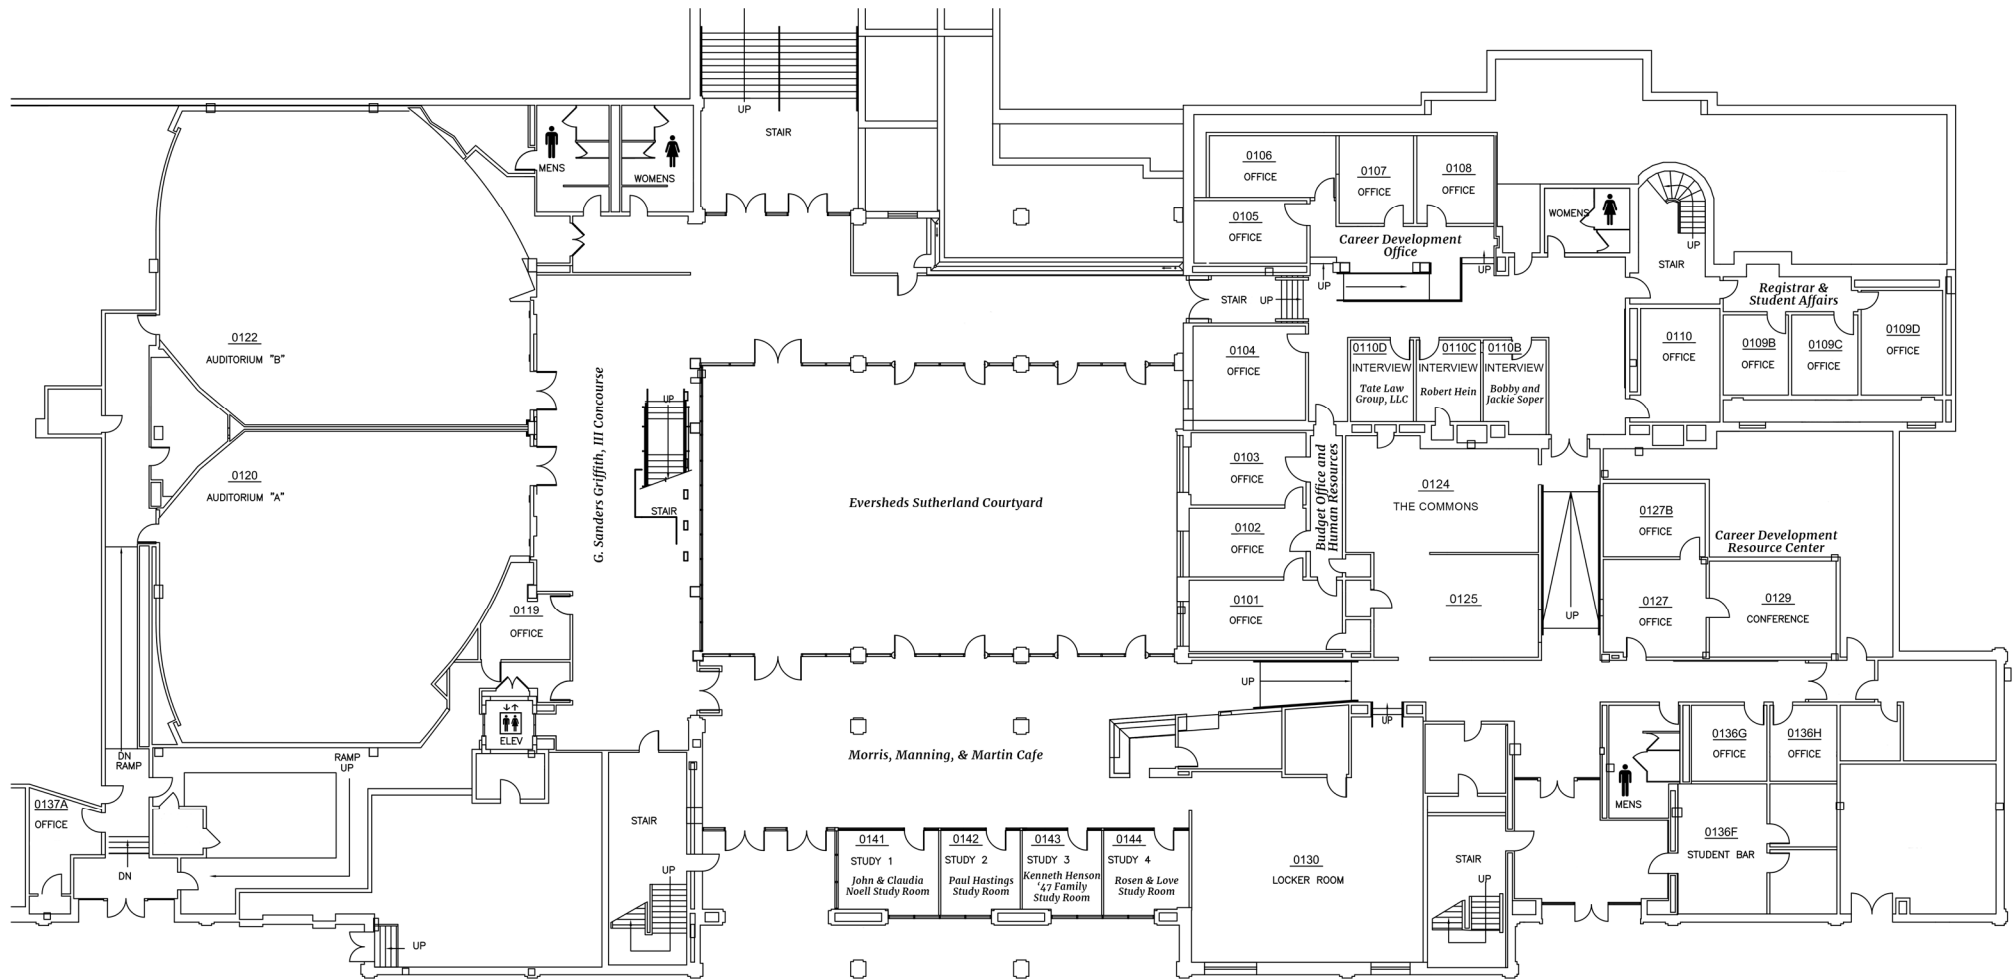 UP
STAIR
MENS
WOMENS
0106
OFFICE
0107
OFFICE
0108
OFFICE
0105
OFFICE
Career Development
Office
WOMENS
UP
STAIR
UP
UP
STAIR
UP
Registrar &
Student Affairs
0122
AUDITORIUM "B"
0104
OFFICE
0110D
INTERVIEW
Tate Law
Group, LLC
0110C
INTERVIEW
Robert Hein
0110B
INTERVIEW
Bobby and
Jackie Soper
0110
OFFICE
0109B
OFFICE
0109C
OFFICE
0109D
OFFICE
G. Sanders Griffith, III Concourse
UP
STAIR
0120
AUDITORIUM "A"
Eversheds Sutherland Courtyard
0103
OFFICE
0102
OFFICE
0101
OFFICE
Budget Office and
Human Resources
0124
THE COMMONS
0125
UP
0127B
OFFICE
Career Development
Resource Center
0127
OFFICE
0129
CONFERENCE
0119
OFFICE
ELEV
UP
UP
Morris, Manning, & Martin Cafe
DN
RAMP
RAMP
UP
0137A
OFFICE
DN
STAIR
UP
UP
0141
STUDY 1
John & Claudia
Noell Study Room
0142
STUDY 2
Paul Hastings
Study Room
0143
STUDY 3
Kenneth Henson
'47 Family
Study Room
0144
STUDY 4
Rosen & Love
Study Room
0130
LOCKER ROOM
STAIR
UP
MENS
0136G
OFFICE
0136H
OFFICE
0136F
STUDENT BAR